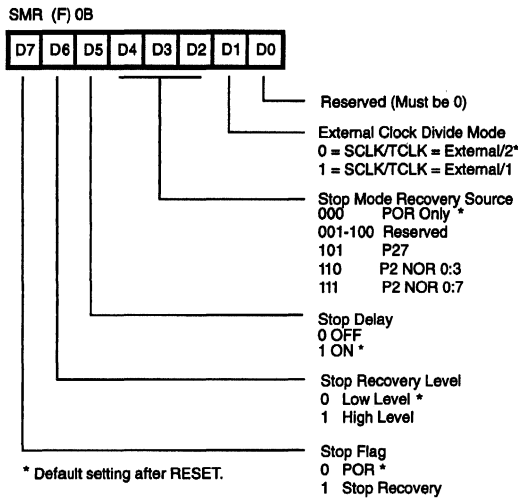 SMR (F) 0B
D7 D6 D5 D4 D3 D2 D1 D0
Reserved (Must be 0)
External Clock Divide Mode
0 = SCLK/TCLK = External/2*
1 = SCLK/TCLK = External/1
Stop Mode Recovery Source
000 POR Only *
001-100 Reserved
101 P27
110 P2 NOR 0:3
111 P2 NOR 0:7
Stop Delay
0 OFF
1 ON *
Stop Recovery Level
0 Low Level *
1 High Level
Stop Flag
0 POR *
1 Stop Recovery
* Default setting after RESET.